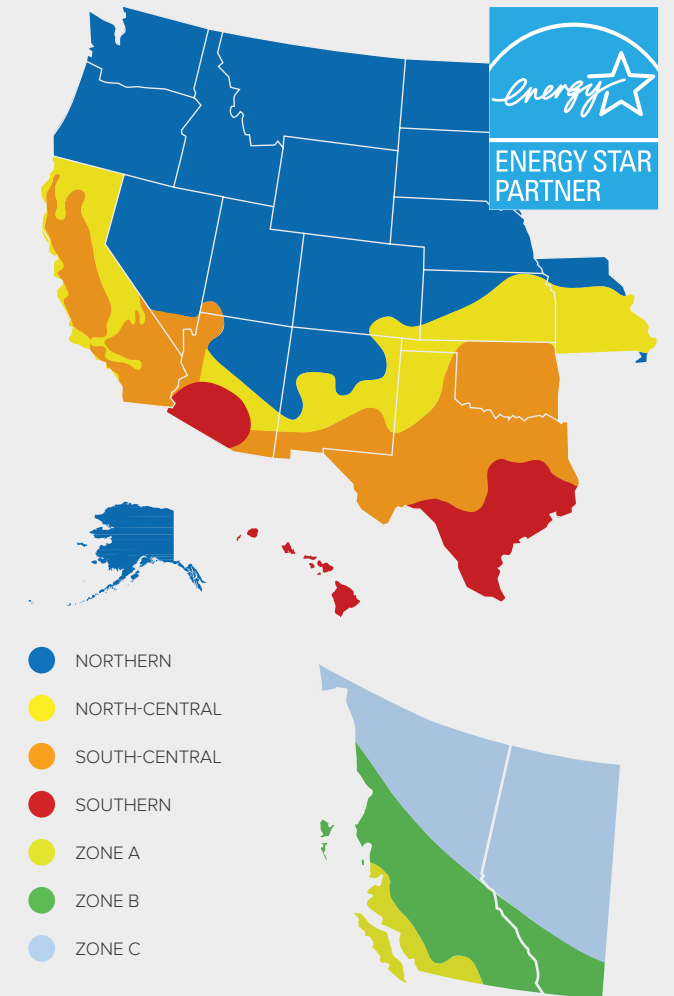 energy
ENERGY STAR
PARTNER
NORTHERN
NORTH-CENTRAL
SOUTH-CENTRAL
SOUTHERN
ZONE A
ZONE B
ZONE C